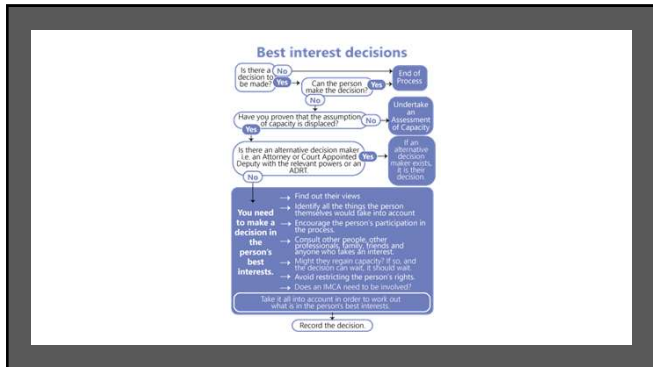 Best interest decisions
Is there a
decision to
be made?
No
Yes
Can the person
make the decision?
Yes
No
End of
Process
Have you proven that the assumption
of capacity is displaced?
No
Yes
Undertake
an
Assessment
of Capacity
Is there an alternative decision maker
i.e. an Attorney or Court Appointed
Deputy with the relevant powers or an
ADRT.
Yes
No
If an
alternative
decision
maker exists,
it is their
decision.
You need
to make a
decision in
the
person's
best
interests.
→ Find out their views
→ Identify all the things the person
themselves would take into account
→ Encourage the person's participation in
the process.
→ Consult other people, other
professionals, family, friends and
anyone who takes an interest.
→ Might they regain capacity? If so, and
the decision can wait, it should wait.
→ Avoid restricting the person's rights.
→ Does an IMCA need to be involved?
Take it all into account in order to work out
what is in the person's best interests.
Record the decision.